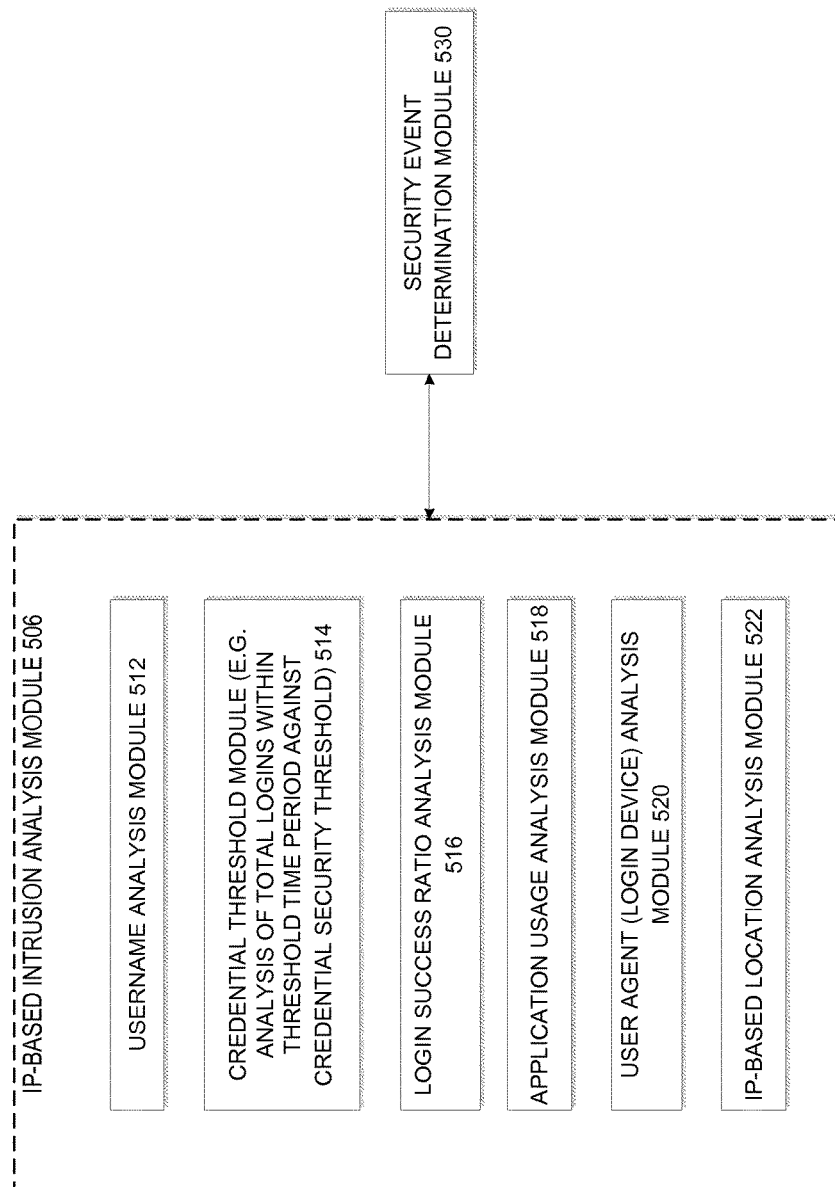 IP-BASED INTRUSION ANALYSIS MODULE 506
USERNAME ANALYSIS MODULE 512
CREDENTIAL THRESHOLD MODULE (E.G.
ANALYSIS OF TOTAL LOGINS WITHIN
THRESHOLD TIME PERIOD AGAINST
CREDENTIAL SECURITY THRESHOLD) 514
LOGIN SUCCESS RATIO ANALYSIS MODULE
516
APPLICATION USAGE ANALYSIS MODULE 518
USER AGENT (LOGIN DEVICE) ANALYSIS
MODULE 520
IP-BASED LOCATION ANALYSIS MODULE 522
SECURITY EVENT
DETERMINATION MODULE 530